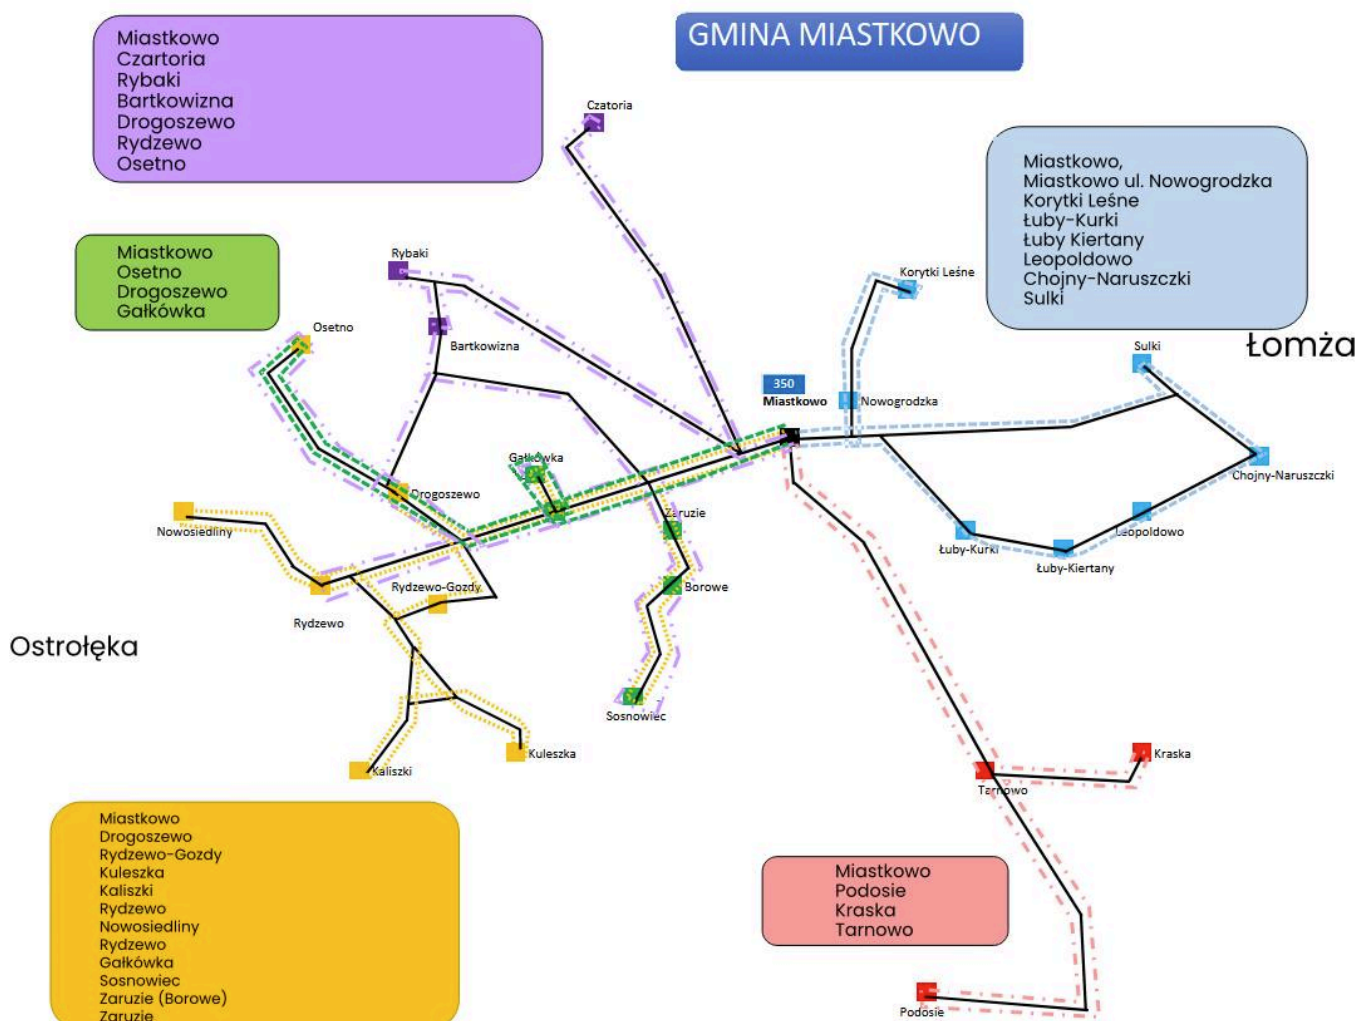 GMINA MIASTKOWO
Miastkowo
Czartoria
Rybaki
Bartkowizna
Drogoszewo
Rydzewo
Osetno
Miastkowo
Osetno
Drogoszewo
Gałkówka
Miastkowo,
Miastkowo ul. Nowogrodzka
Korytki Leśne
Łuby-Kurki
Łuby Kiertany
Leopoldowo
Chojny-Naruszczki
Sulki
Czatoria
Rybaki
Korytki Leśne
Osetno
Bartkowizna
Sulki
Łomża
350
Miastkowo
Nowogrodzka
Gałkówka
Chojny-Naruszczki
Drogoszewo
Zaruzie
Leopoldowo
Nowosiedliny
Łuby-Kurki
Łuby-Kiertany
Rydzewo-Gozdy
Borowe
Rydzewo
Ostrołęka
Sosnowiec
Kuleszka
Kaliszki
Kraska
Tarnowo
Podosie
Miastkowo
Drogoszewo
Rydzewo-Gozdy
Kuleszka
Kaliszki
Rydzewo
Nowosiedliny
Rydzewo
Gałkówka
Sosnowiec
Zaruzie (Borowe)
Zaruzie
Miastkowo
Podosie
Kraska
Tarnowo